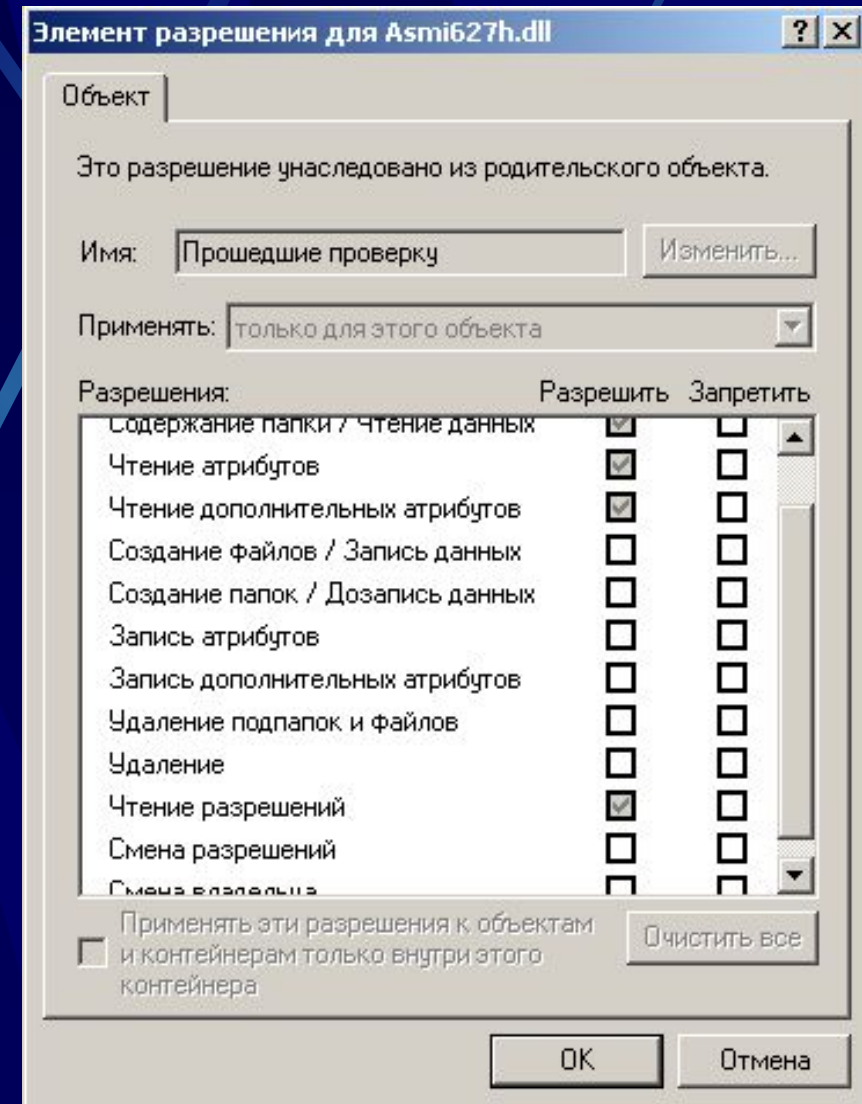 Элемент разрешения для Asmi627h.dll
Объект
Это разрешение унаследовано из родительского объекта.
Имя: Прошедшие проверку Изменить...
Применять: только для этого объекта
Разрешения: Разрешить Запретить
Содержание папки / Чтение данных
Чтение атрибутов
Чтение дополнительных атрибутов
Создание файлов / Запись данных
Создание папок / Дозапись данных
Запись атрибутов
Запись дополнительных атрибутов
Удаление подпапок и файлов
Удаление
Чтение разрешений
Смена разрешений
Смена владельца
Применять эти разрешения к объектам
и контейнерам только внутри этого
контейнера
Очистить все
OK Отмена